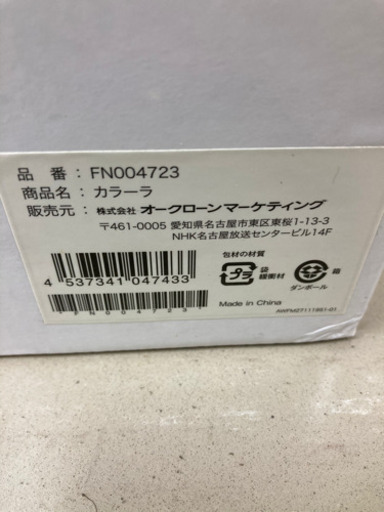 品 番：FN004723
商品名：カラーラ
販売元：株式会社 オークローンマーケティング
〒461-0005 愛知県名古屋市東区東桜1-13-3
NHK名古屋放送センタービル14F
4 537341 047433
FN004723
包材の材質
プラ 袋 緩衝材
箱
ダンボール
Made in China